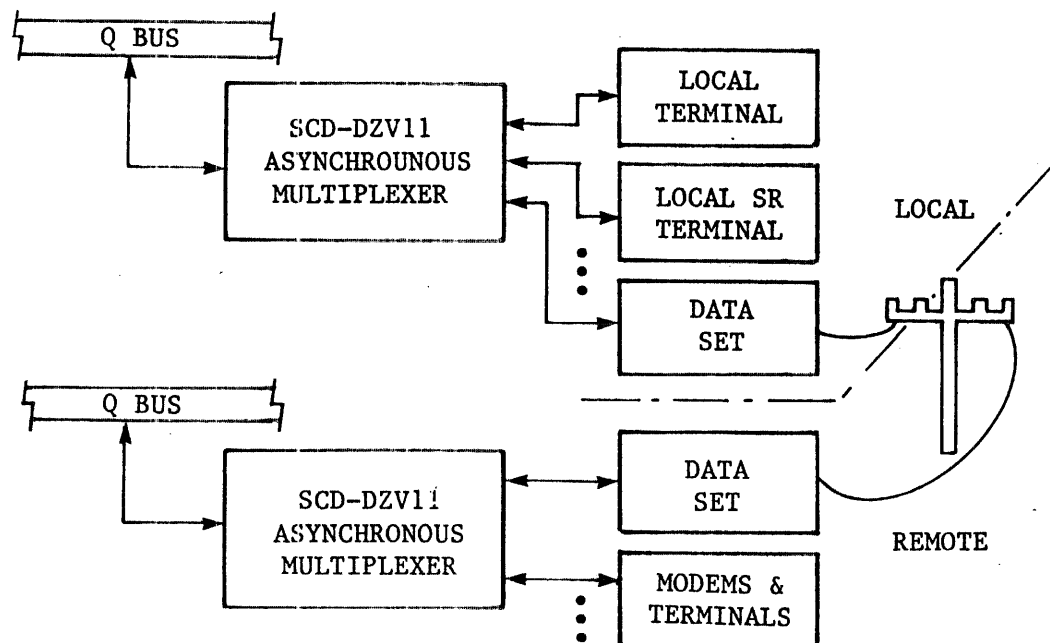 Q BUS
SCD-DZV11
ASYNCHROUNOUS
MULTIPLEXER
LOCAL
TERMINAL
LOCAL SR
TERMINAL
DATA
SET
LOCAL
Q BUS
SCD-DZV11
ASYNCHRONOUS
MULTIPLEXER
DATA
SET
REMOTE
MODEMS &
TERMINALS